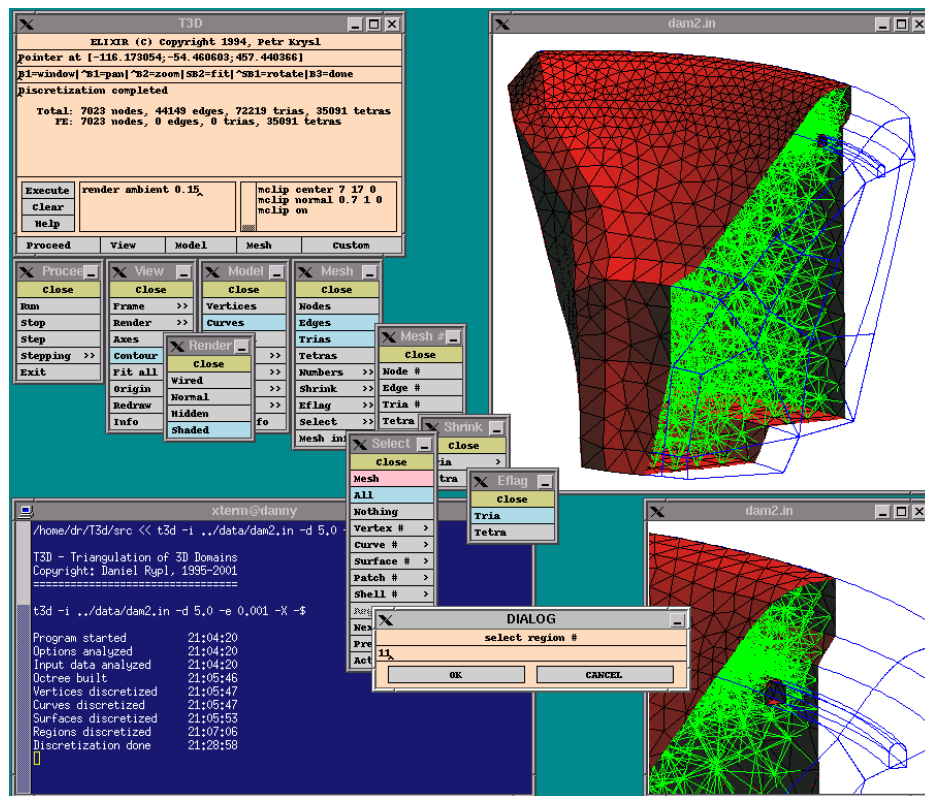 T3D
ELIXIR (C) Copyright 1994, Petr Krysl
Pointer at [-116.173054;-54.460603;457.440366]
B1=window|^B1=pan|^B2=zoom|SB2=fit|^SB1=rotate|B3=done
Discretization completed
Total: 7023 nodes, 44149 edges, 72219 trias, 35091 tetras
FE: 7023 nodes, 0 edges, 0 trias, 35091 tetras
Execute
Clear
Help
render ambient 0.15
mclip center 7 17 0
mclip normal 0.7 1 0
mclip on
Proceed View Model Mesh Custom
dam2.in
Procee
Close
Run
Stop
Step
Stepping >>
Exit
View
Close
Frame >>
Render >>
Axes
Contour
Fit all
Origin
Redraw
Info
Model
Close
Vertices
Curves
>>
>>
>>
>>
fo
Render
Close
Wired
Normal
Hidden
Shaded
Mesh
Close
Nodes
Edges
Trias
Tetras
Numbers >>
Shrink >>
Eflag >>
Select >>
Mesh in
Mesh #
Close
Node #
Edge #
Tria #
Tetra
Shrink
Close
ria >
tra
Select
Close
Mesh
All
Nothing
Vertex # >
Curve # >
Surface # >
Patch # >
Shell # >
Nex
Pre
Act
Eflag
Close
Tria
Tetra
xterm@danny
/home/dr/T3d/src << t3d -i ../data/dam2.in -d 5.0
T3D - Triangulation of 3D Domains
Copyright: Daniel Rypl, 1995-2001
==================================
t3d -i ../data/dam2.in -d 5.0 -e 0.001 -X -$
Program started 21:04:20
Options analyzed 21:04:20
Input data analyzed 21:04:20
Octree built 21:05:46
Vertices discretized 21:05:47
Curves discretized 21:05:47
Surfaces discretized 21:05:53
Regions discretized 21:07:06
Discretization done 21:28:58
DIALOG
select region #
11
OK CANCEL
dam2.in